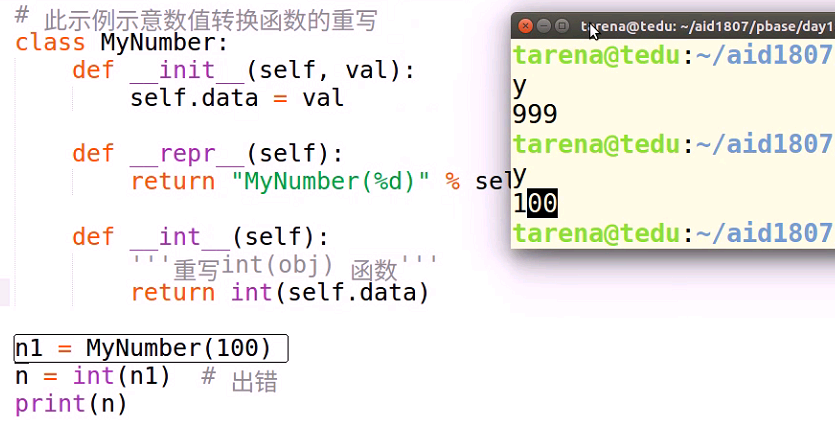 # 此示例示意数值转换函数的重写
class MyNumber:
    def __init__(self, val):
        self.data = val
    def __repr__(self):
        return "MyNumber(%d)" % sel
    def __int__(self):
        '''重写int(obj) 函数'''
        return int(self.data)
n1 = MyNumber(100)
n = int(n1)  # 出错
print(n)
tarena@tedu: ~/aid1807/pbase/day1
tarena@tedu:~/aid1807
y
999
tarena@tedu:~/aid1807
y
100
tarena@tedu:~/aid1807